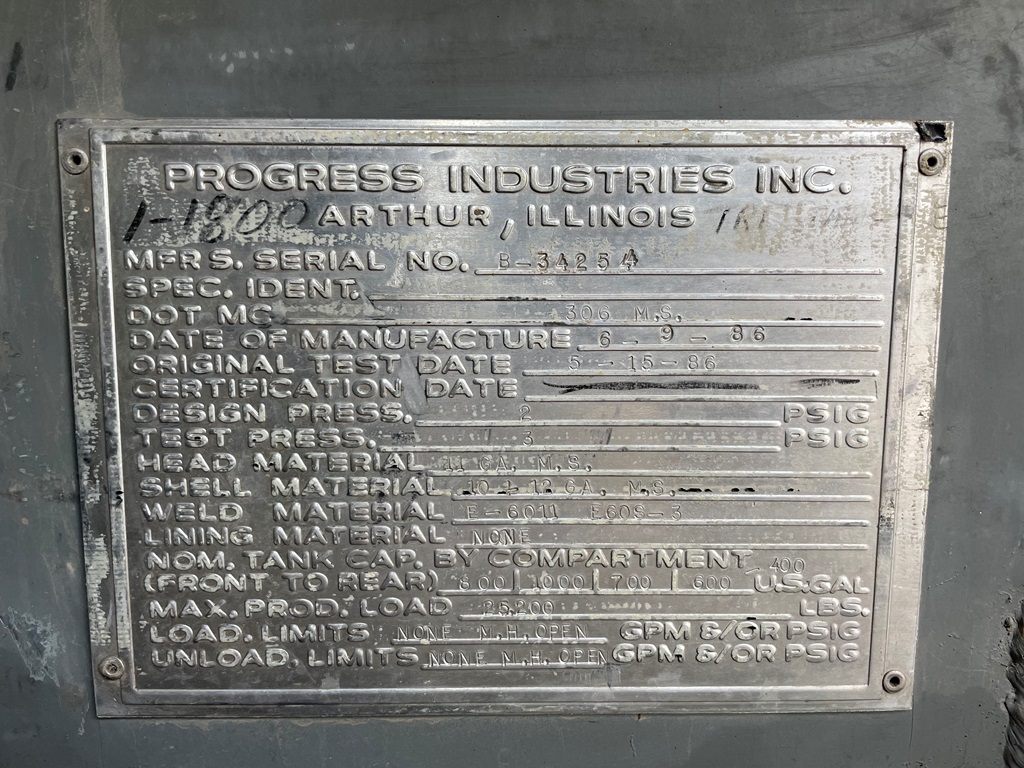 PROGRESS INDUSTRIES INC.
1-1800 ARTHUR, ILLINOIS
MFRS. SERIAL NO. B-34254
SPEC. IDENT.
DOT MC 306 M.S.
DATE OF MANUFACTURE 6-9-86
ORIGINAL TEST DATE 5-15-86
CERTIFICATION DATE
DESIGN PRESS. 2 PSIG
TEST PRESS. 3 PSIG
HEAD MATERIAL 11 GA. M.S.
SHELL MATERIAL 10 & 12 GA. M.S.
WELD MATERIAL E-6011 E60S-3
LINING MATERIAL NONE
NOM. TANK CAP. BY COMPARTMENT 400
(FRONT TO REAR) 800 1000 700 600 U.S.GAL
MAX. PROD. LOAD 25,200 LBS.
LOAD. LIMITS NONE M.H. OPEN GPM &/OR PSIG
UNLOAD. LIMITS NONE M.H. OPEN GPM &/OR PSIG